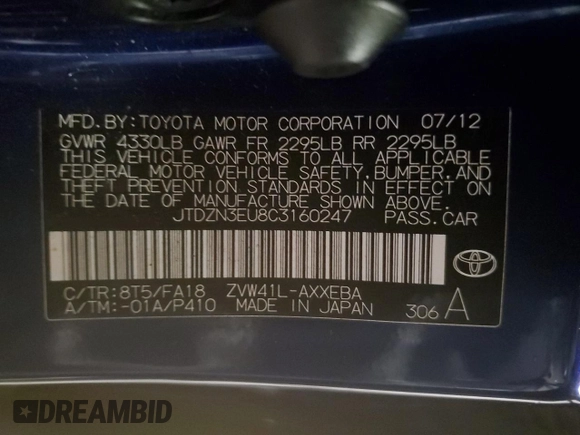 MFD. BY: TOYOTA MOTOR CORPORATION 07/12
GVWR 4330LB GAWR FR 2295LB RR 2295LB
THIS VEHICLE CONFORMS TO ALL APPLICABLE
FEDERAL MOTOR VEHICLE SAFETY, BUMPER, AND
THEFT PREVENTION STANDARDS IN EFFECT ON
THE DATE OF MANUFACTURE SHOWN ABOVE.
JTDZN3EU8C3160247 PASS. CAR
C/TR: 8T5/FA18 ZVW41L-AXXEBA
A/TM: -01A/P410 MADE IN JAPAN 306 A
DREAMBID